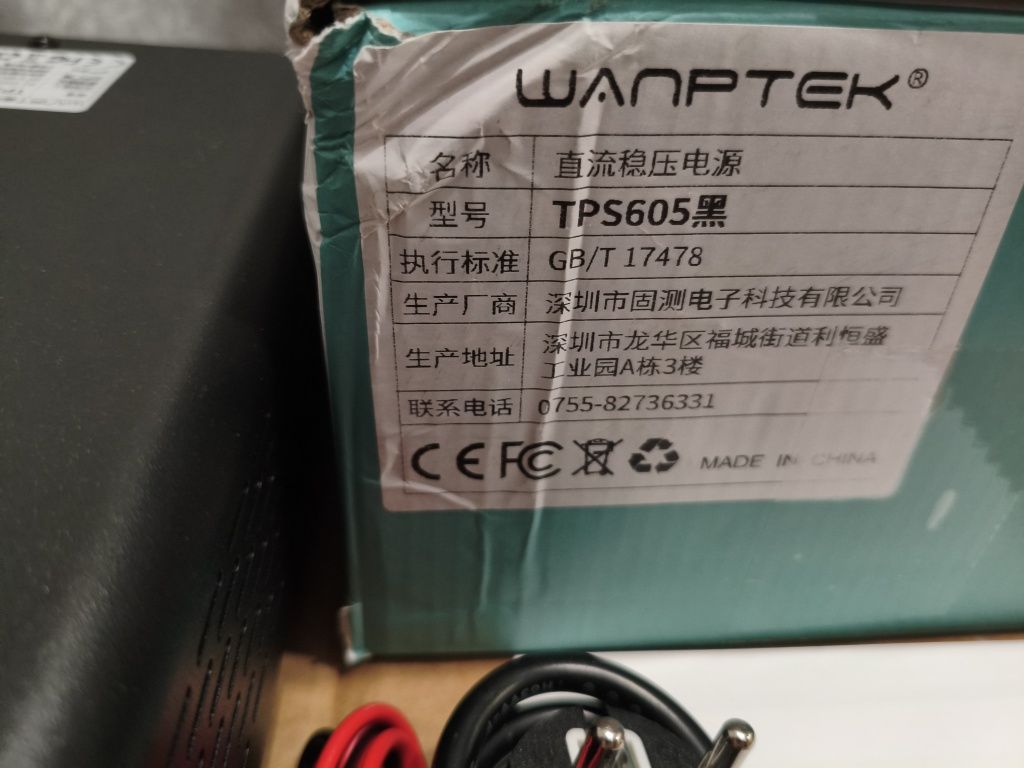 WANPTEK®
名称 直流稳压电源
型号 TPS605黑
执行标准 GB/T 17478
生产厂商 深圳市固测电子科技有限公司
生产地址 深圳市龙华区福城街道利恒盛
工业园A栋3楼
联系电话 0755-82736331
CE FC MADE IN CHINA